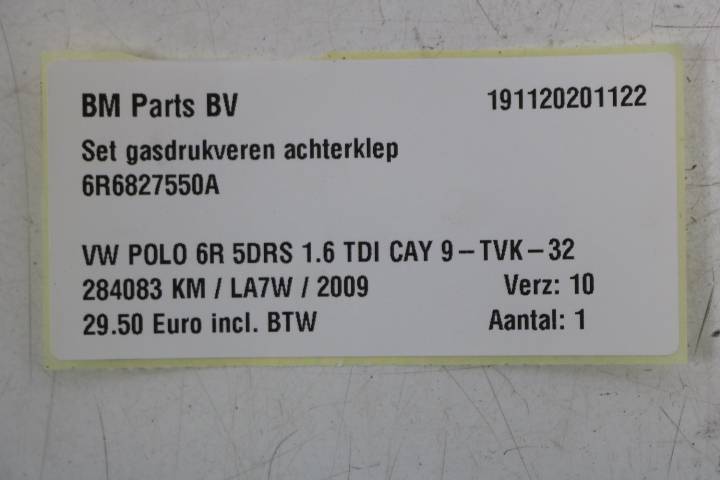 BM Parts BV 191120201122
Set gasdrukveren achterklep
6R6827550A
VW POLO 6R 5DRS 1.6 TDI CAY 9-TVK-32
284083 KM / LA7W / 2009 Verz: 10
29.50 Euro incl. BTW Aantal: 1